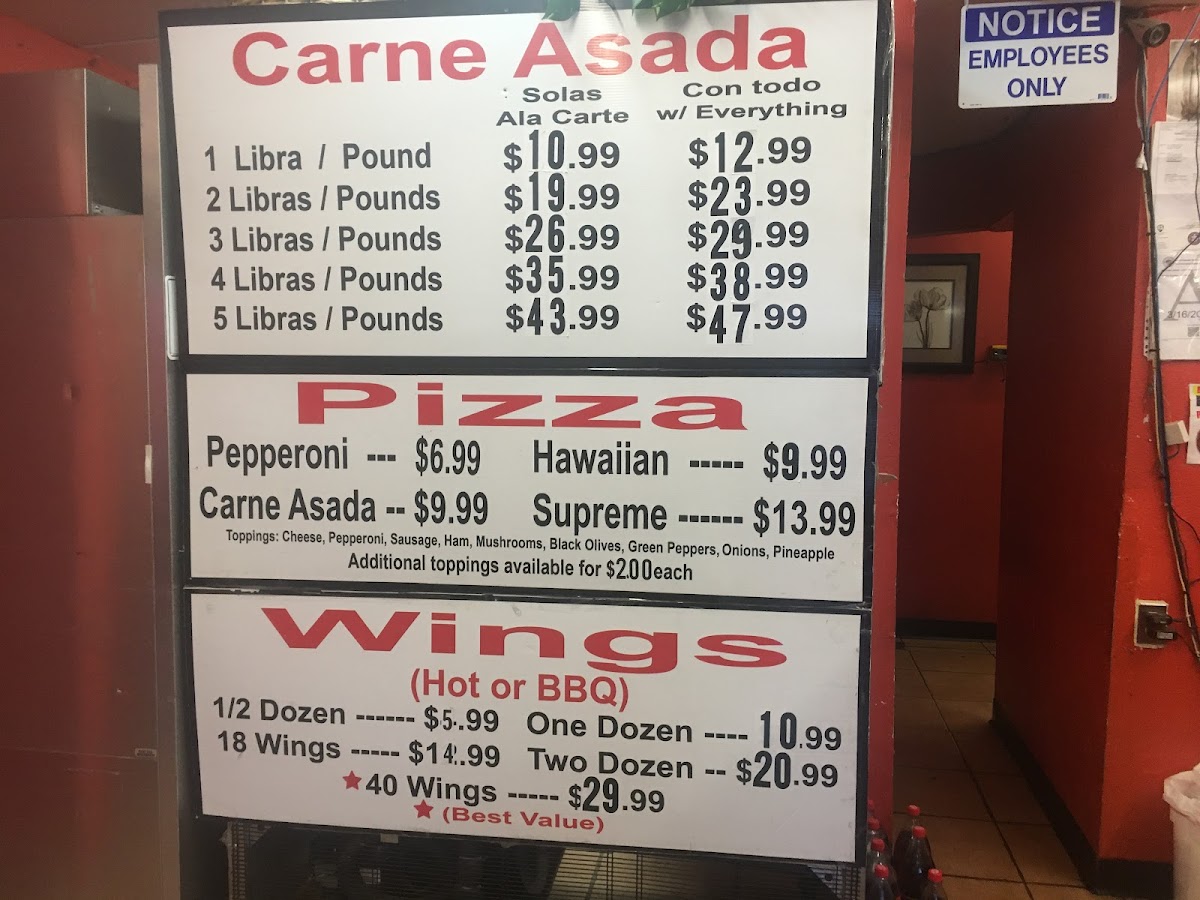 Carne Asada
Solas Con todo
Ala Carte w/ Everything
1 Libra / Pound $10.99 $12.99
2 Libras / Pounds $19.99 $23.99
3 Libras / Pounds $26.99 $29.99
4 Libras / Pounds $35.99 $38.99
5 Libras / Pounds $43.99 $47.99
Pizza
Pepperoni --- $6.99 Hawaiian ----- $9.99
Carne Asada -- $9.99 Supreme ------ $13.99
Toppings: Cheese, Pepperoni, Sausage, Ham, Mushrooms, Black Olives, Green Peppers, Onions, Pineapple
Additional toppings available for $2.00 each
Wings
(Hot or BBQ)
1/2 Dozen ------ $5.99 One Dozen ---- 10.99
18 Wings ----- $14.99 Two Dozen -- $20.99
★40 Wings ----- $29.99
★ (Best Value)
NOTICE
EMPLOYEES
ONLY